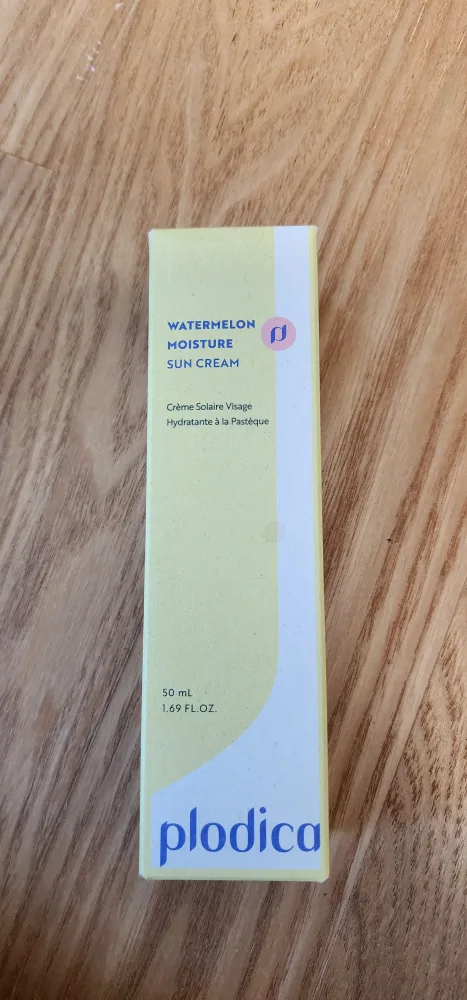 WATERMELON
MOISTURE
SUN CREAM
Crème Solaire Visage
Hydratante à la Pastèque
50 mL
1.69 FL.OZ.
plodica